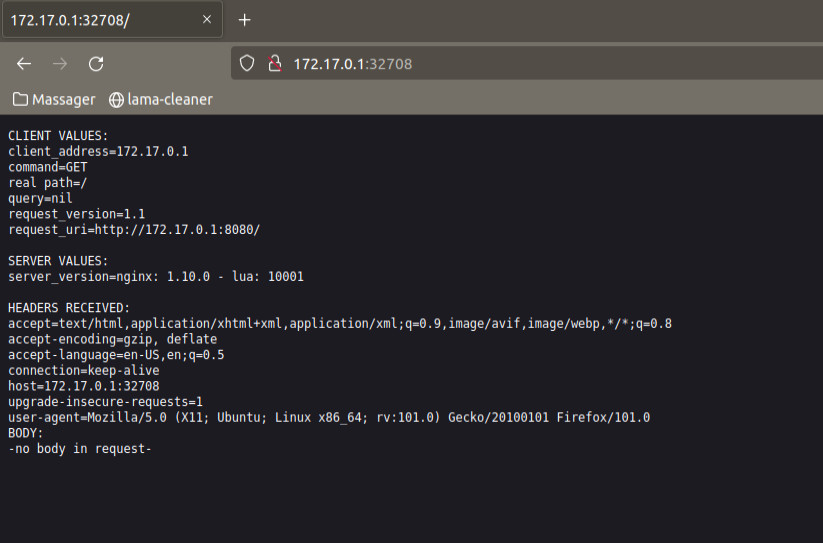 172.17.0.1:32708/
172.17.0.1:32708
Massager lama-cleaner
CLIENT VALUES:
client_address=172.17.0.1
command=GET
real path=/
query=nil
request_version=1.1
request_uri=http://172.17.0.1:8080/
SERVER VALUES:
server_version=nginx: 1.10.0 - lua: 10001
HEADERS RECEIVED:
accept=text/html,application/xhtml+xml,application/xml;q=0.9,image/avif,image/webp,*/*;q=0.8
accept-encoding=gzip, deflate
accept-language=en-US,en;q=0.5
connection=keep-alive
host=172.17.0.1:32708
upgrade-insecure-requests=1
user-agent=Mozilla/5.0 (X11; Ubuntu; Linux x86_64; rv:101.0) Gecko/20100101 Firefox/101.0
BODY:
-no body in request-